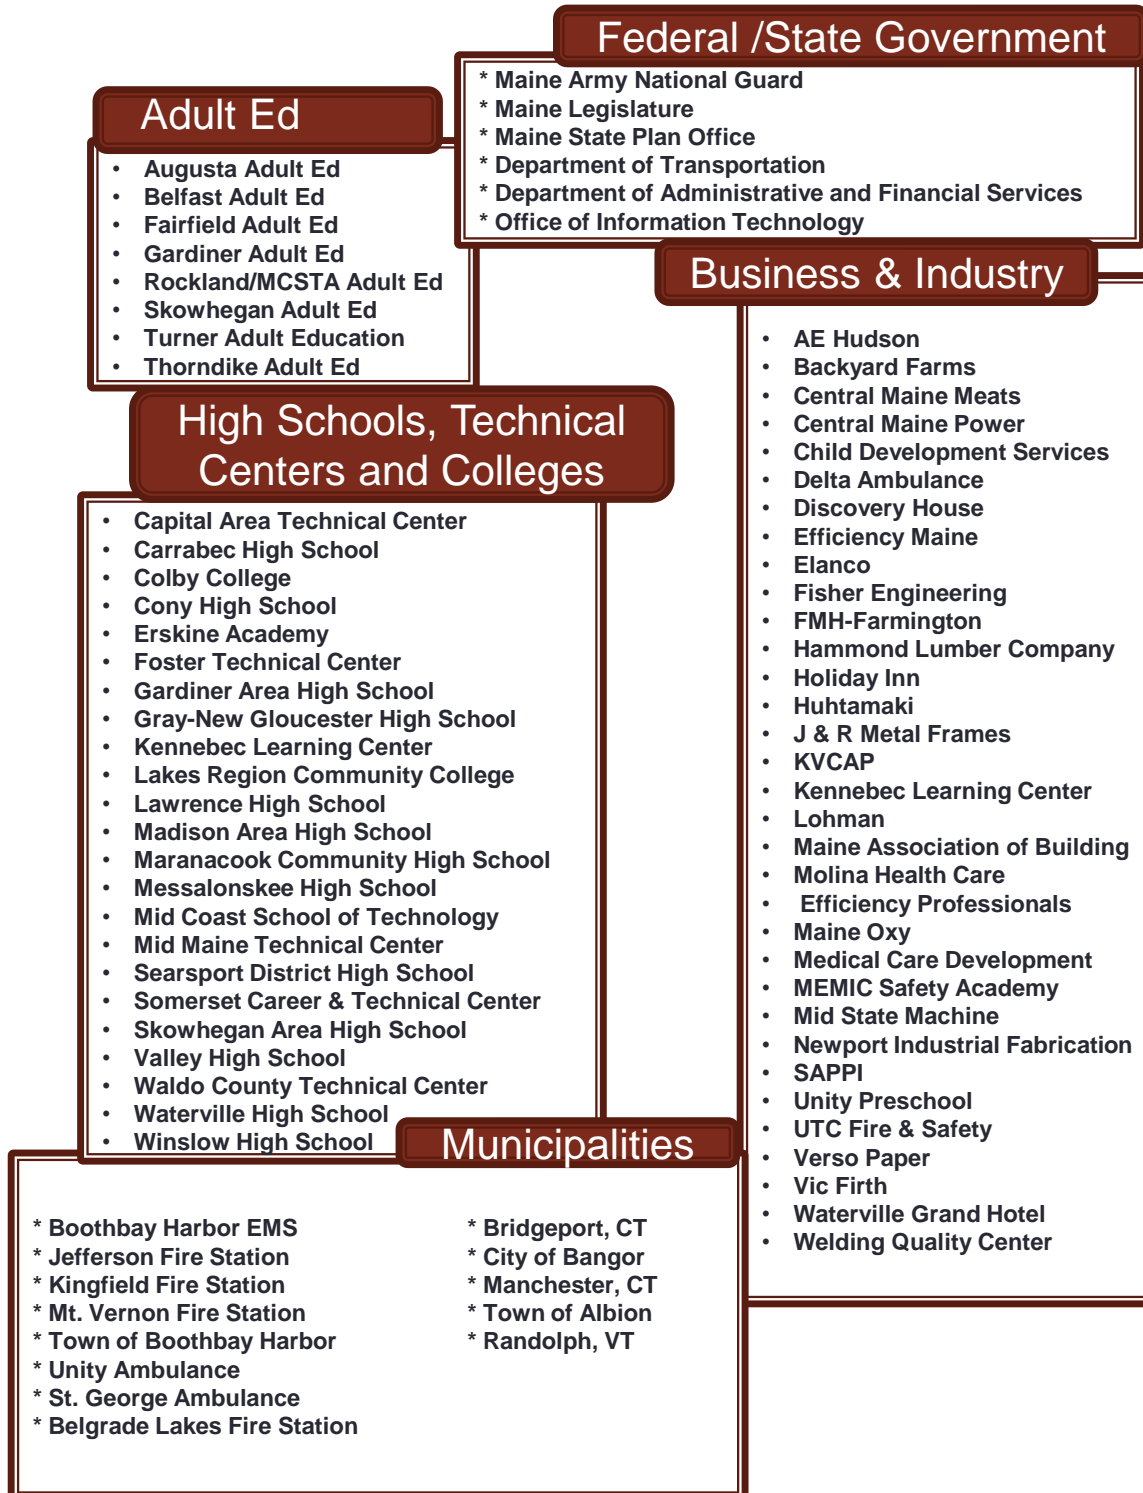 Federal /State Government
* Maine Army National Guard
* Maine Legislature
* Maine State Plan Office
* Department of Transportation
* Department of Administrative and Financial Services
* Office of Information Technology
Adult Ed
• Augusta Adult Ed
• Belfast Adult Ed
• Fairfield Adult Ed
• Gardiner Adult Ed
• Rockland/MCSTA Adult Ed
• Skowhegan Adult Ed
• Turner Adult Education
• Thorndike Adult Ed
Business & Industry
• AE Hudson
• Backyard Farms
• Central Maine Meats
• Central Maine Power
• Child Development Services
• Delta Ambulance
• Discovery House
• Efficiency Maine
• Elanco
• Fisher Engineering
• FMH-Farmington
• Hammond Lumber Company
• Holiday Inn
• Huhtamaki
• J & R Metal Frames
• KVCAP
• Kennebec Learning Center
• Lohman
• Maine Association of Building
• Molina Health Care
• Efficiency Professionals
• Maine Oxy
• Medical Care Development
• MEMIC Safety Academy
• Mid State Machine
• Newport Industrial Fabrication
• SAPPI
• Unity Preschool
• UTC Fire & Safety
• Verso Paper
• Vic Firth
• Waterville Grand Hotel
• Welding Quality Center
High Schools, Technical
Centers and Colleges
• Capital Area Technical Center
• Carrabec High School
• Colby College
• Cony High School
• Erskine Academy
• Foster Technical Center
• Gardiner Area High School
• Gray-New Gloucester High School
• Kennebec Learning Center
• Lakes Region Community College
• Lawrence High School
• Madison Area High School
• Maranacook Community High School
• Messalonskee High School
• Mid Coast School of Technology
• Mid Maine Technical Center
• Searsport District High School
• Somerset Career & Technical Center
• Skowhegan Area High School
• Valley High School
• Waldo County Technical Center
• Waterville High School
• Winslow High School
Municipalities
* Boothbay Harbor EMS
* Jefferson Fire Station
* Kingfield Fire Station
* Mt. Vernon Fire Station
* Town of Boothbay Harbor
* Unity Ambulance
* St. George Ambulance
* Belgrade Lakes Fire Station
* Bridgeport, CT
* City of Bangor
* Manchester, CT
* Town of Albion
* Randolph, VT